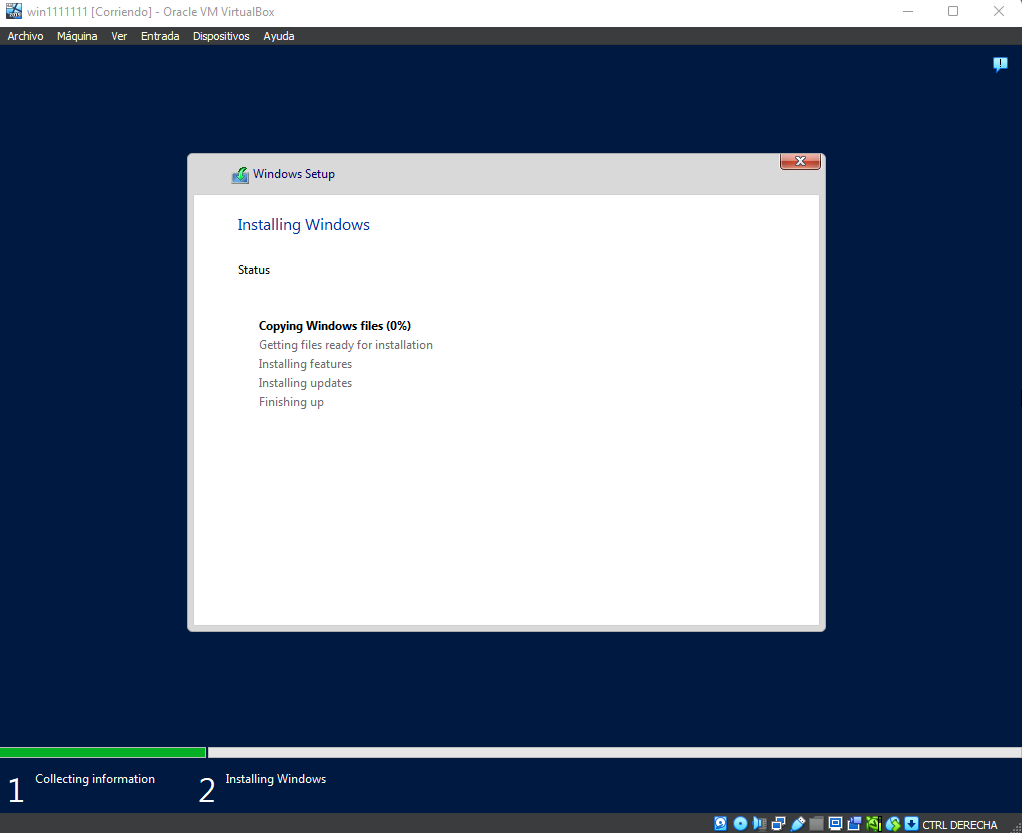 win1111111 [Corriendo] - Oracle VM VirtualBox
Archivo Máquina Ver Entrada Dispositivos Ayuda
Windows Setup
Installing Windows
Status
Copying Windows files (0%)
Getting files ready for installation
Installing features
Installing updates
Finishing up
1 Collecting information 2 Installing Windows
CTRL DERECHA